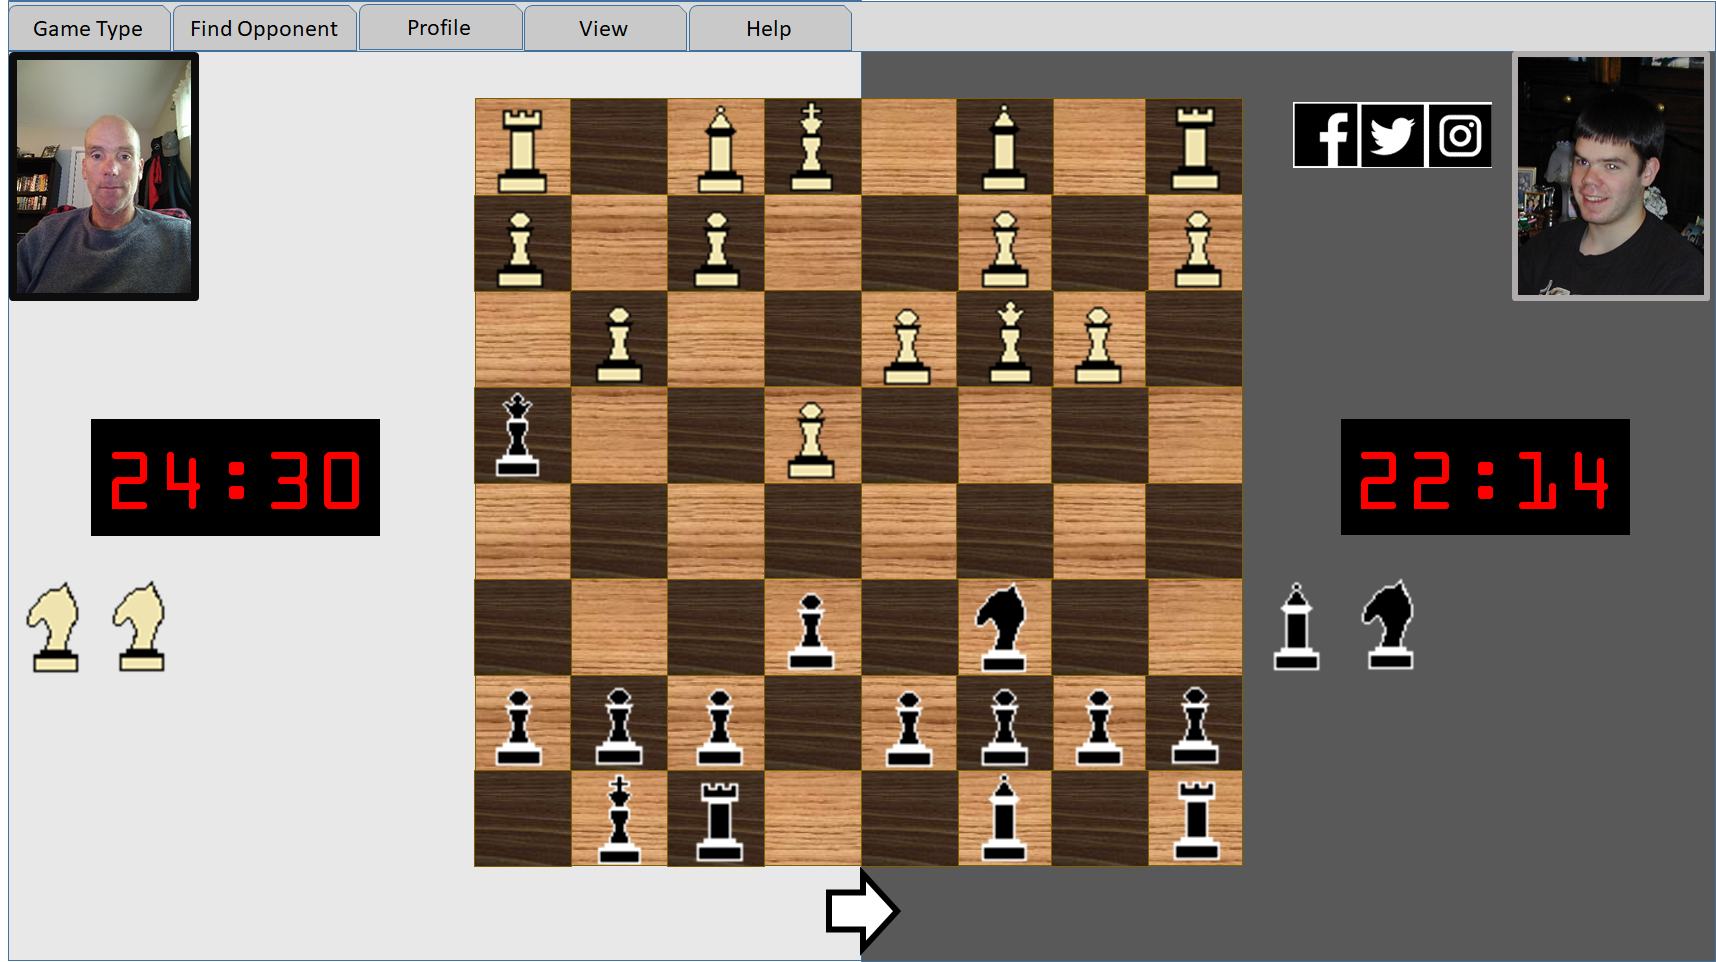 Game Type
Find Opponent
Profile
View
Help
24:30
22:14